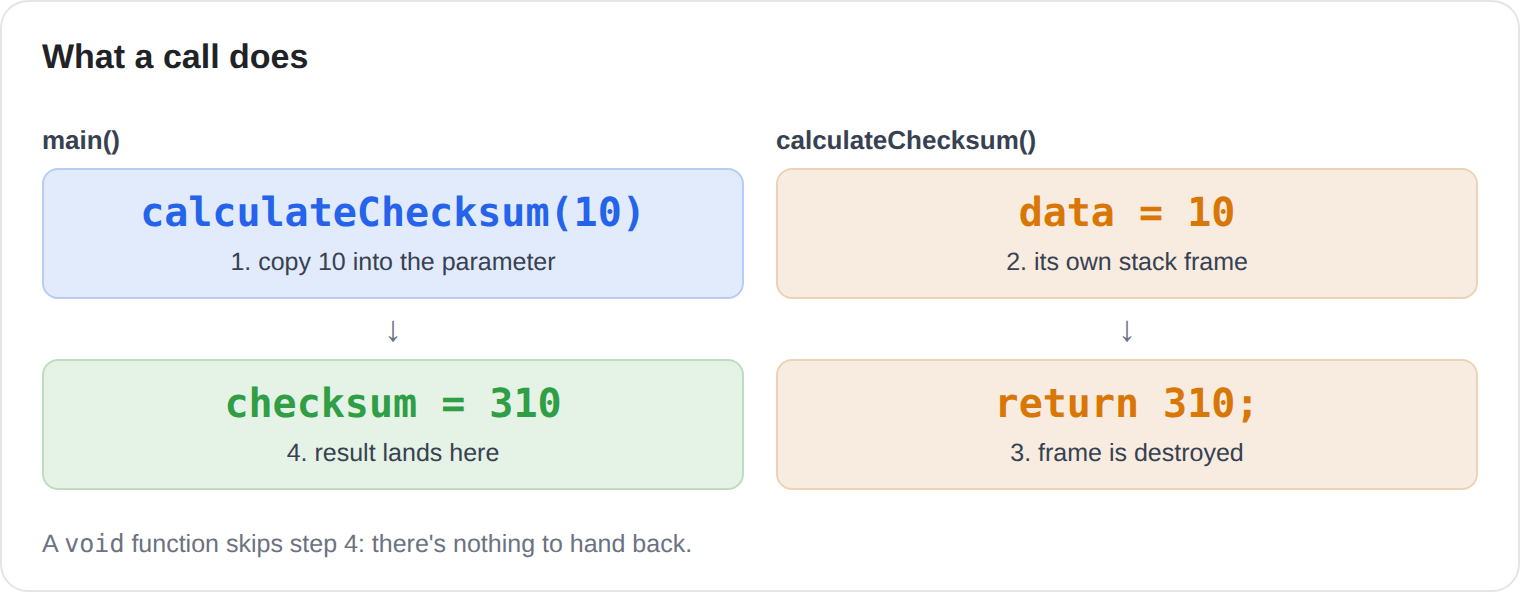 What a call does
main()
calculateChecksum(10)
1. copy 10 into the parameter
↓
checksum = 310
4. result lands here
calculateChecksum()
data = 10
2. its own stack frame
↓
return 310;
3. frame is destroyed
A void function skips step 4: there's nothing to hand back.